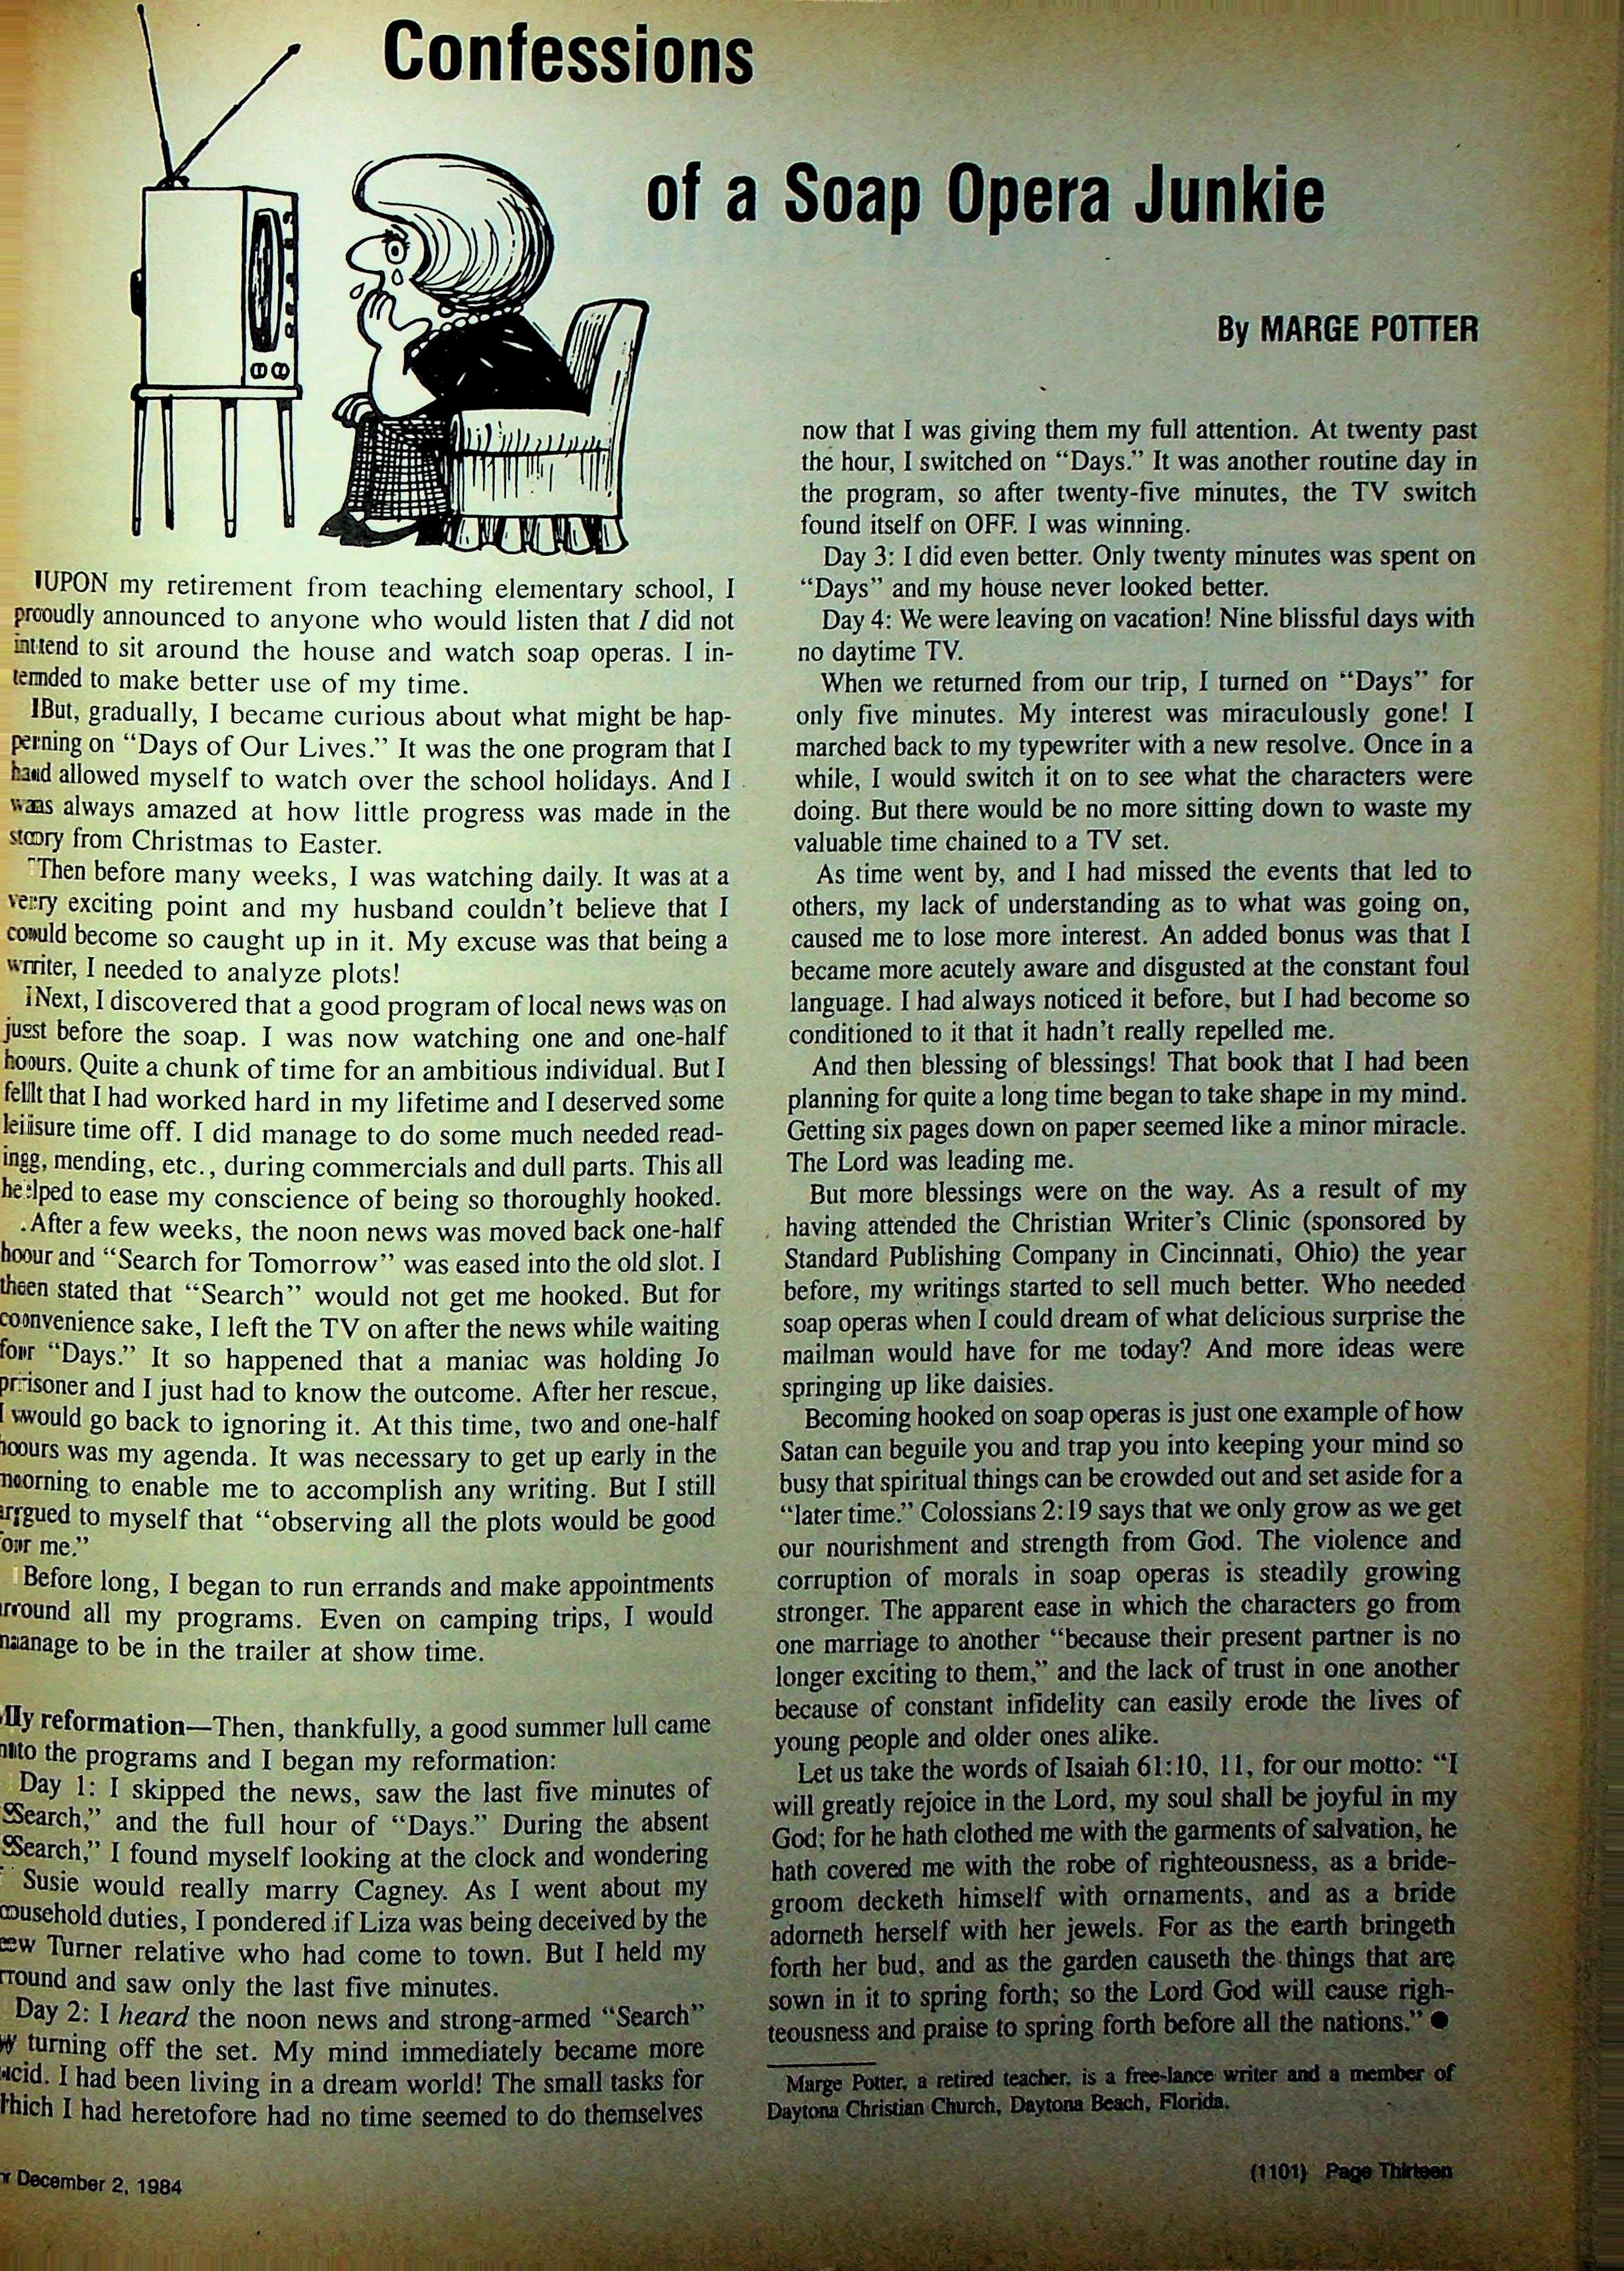 Confessions
of a Soap Opera Junkie
By MARGE POTTER
UPON my retirement from teaching elementary school, I
proudly announced to anyone who would listen that I did not
intend to sit around the house and watch soap operas. I in-
tended to make better use of my time.
But, gradually, I became curious about what might be hap-
pening on “Days of Our Lives.” It was the one program that I
had allowed myself to watch over the school holidays. And I
was always amazed at how little progress was made in the
story from Christmas to Easter.
Then before many weeks, I was watching daily. It was at a
very exciting point and my husband couldn’t believe that I
could become so caught up in it. My excuse was that being a
writer, I needed to analyze plots!
Next, I discovered that a good program of local news was on
just before the soap. I was now watching one and one-half
hours. Quite a chunk of time for an ambitious individual. But I
felt that I had worked hard in my lifetime and I deserved some
leisure time off. I did manage to do some much needed read-
ing, mending, etc., during commercials and dull parts. This all
helped to ease my conscience of being so thoroughly hooked.
After a few weeks, the noon news was moved back one-half
hour and “Search for Tomorrow” was eased into the old slot. I
then stated that “Search” would not get me hooked. But for
convenience sake, I left the TV on after the news while waiting
for “Days.” It so happened that a maniac was holding Jo
prisoner and I just had to know the outcome. After her rescue,
I would go back to ignoring it. At this time, two and one-half
hours was my agenda. It was necessary to get up early in the
morning to enable me to accomplish any writing. But I still
argued to myself that “observing all the plots would be good
for me.”
Before long, I began to run errands and make appointments
around all my programs. Even on camping trips, I would
manage to be in the trailer at show time.
My reformation—Then, thankfully, a good summer lull came
into the programs and I began my reformation:
Day 1: I skipped the news, saw the last five minutes of
“Search,” and the full hour of “Days.” During the absent
“Search,” I found myself looking at the clock and wondering
if Susie would really marry Cagney. As I went about my
household duties, I pondered if Liza was being deceived by the
new Turner relative who had come to town. But I held my
ground and saw only the last five minutes.
Day 2: I heard the noon news and strong-armed “Search”
by turning off the set. My mind immediately became more
lucid. I had been living in a dream world! The small tasks for
which I had heretofore had no time seemed to do themselves
now that I was giving them my full attention. At twenty past
the hour, I switched on “Days.” It was another routine day in
the program, so after twenty-five minutes, the TV switch
found itself on OFF. I was winning.
Day 3: I did even better. Only twenty minutes was spent on
“Days” and my house never looked better.
Day 4: We were leaving on vacation! Nine blissful days with
no daytime TV.
When we returned from our trip, I turned on “Days” for
only five minutes. My interest was miraculously gone! I
marched back to my typewriter with a new resolve. Once in a
while, I would switch it on to see what the characters were
doing. But there would be no more sitting down to waste my
valuable time chained to a TV set.
As time went by, and I had missed the events that led to
others, my lack of understanding as to what was going on,
caused me to lose more interest. An added bonus was that I
became more acutely aware and disgusted at the constant foul
language. I had always noticed it before, but I had become so
conditioned to it that it hadn’t really repelled me.
And then blessing of blessings! That book that I had been
planning for quite a long time began to take shape in my mind.
Getting six pages down on paper seemed like a minor miracle.
The Lord was leading me.
But more blessings were on the way. As a result of my
having attended the Christian Writer’s Clinic (sponsored by
Standard Publishing Company in Cincinnati, Ohio) the year
before, my writings started to sell much better. Who needed
soap operas when I could dream of what delicious surprise the
mailman would have for me today? And more ideas were
springing up like daisies.
Becoming hooked on soap operas is just one example of how
Satan can beguile you and trap you into keeping your mind so
busy that spiritual things can be crowded out and set aside for a
“later time.” Colossians 2:19 says that we only grow as we get
our nourishment and strength from God. The violence and
corruption of morals in soap operas is steadily growing
stronger. The apparent ease in which the characters go from
one marriage to another “because their present partner is no
longer exciting to them,” and the lack of trust in one another
because of constant infidelity can easily erode the lives of
young people and older ones alike.
Let us take the words of Isaiah 61:10, 11, for our motto: “I
will greatly rejoice in the Lord, my soul shall be joyful in my
God; for he hath clothed me with the garments of salvation, he
hath covered me with the robe of righteousness, as a bride-
groom decketh himself with ornaments, and as a bride
adorneth herself with her jewels. For as the earth bringeth
forth her bud, and as the garden causeth the things that are
sown in it to spring forth; so the Lord God will cause righ-
teousness and praise to spring forth before all the nations.” ●
Marge Potter, a retired teacher, is a free-lance writer and a member of
Daytona Christian Church, Daytona Beach, Florida.
December 2, 1984
(1101) Page Thirteen